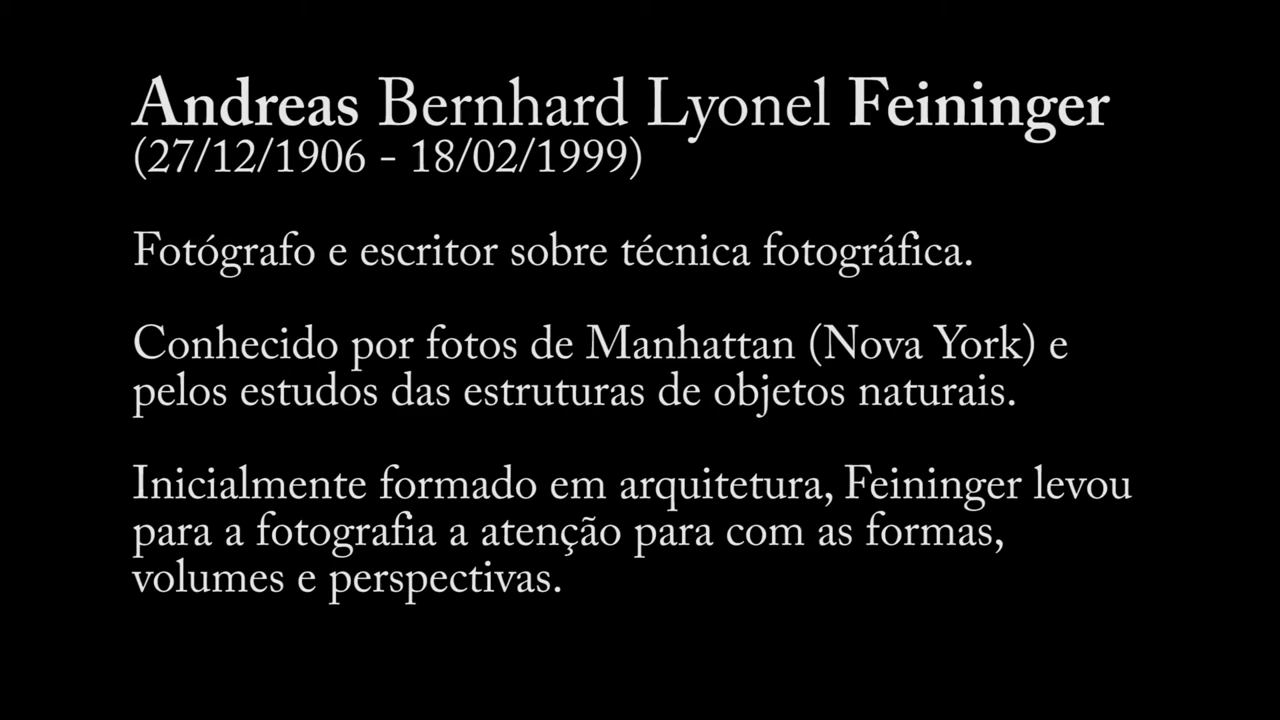 Andreas Bernhard Lyonel Feininger
(27/12/1906 - 18/02/1999)
Fotógrafo e escritor sobre técnica fotográfica.
Conhecido por fotos de Manhattan (Nova York) e
pelos estudos das estruturas de objetos naturais.
Inicialmente formado em arquitetura, Feininger levou
para a fotografia a atenção para com as formas,
volumes e perspectivas.